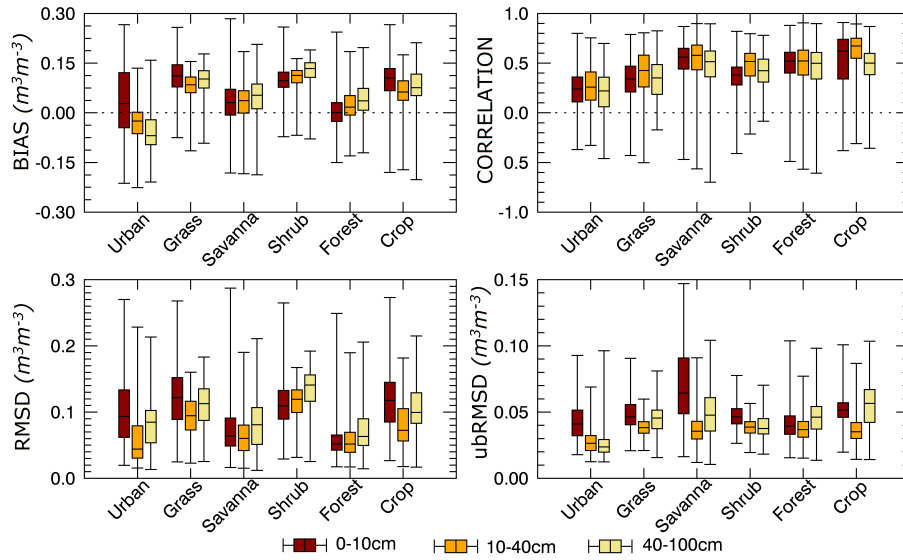 0.30
0.15
0.00
-0.15
-0.30
BIAS (m³m⁻³)
Urban
Grass
Savanna
Shrub
Forest
Crop
1.0
0.5
0.0
0.5
-1.0
CORRELATION
Urban
Grass
Savanna
Shrub
Forest
Crop
0.3
0.2
0.1
0.0
RMSD (m³m⁻³)
Urban
Grass
Savanna
Shrub
Forest
Crop
0.15
0.10
0.05
0.00
ubRMSD (m³m⁻³)
Urban
Grass
Savanna
Shrub
Forest
Crop
0-10cm
10-40cm
40-100cm